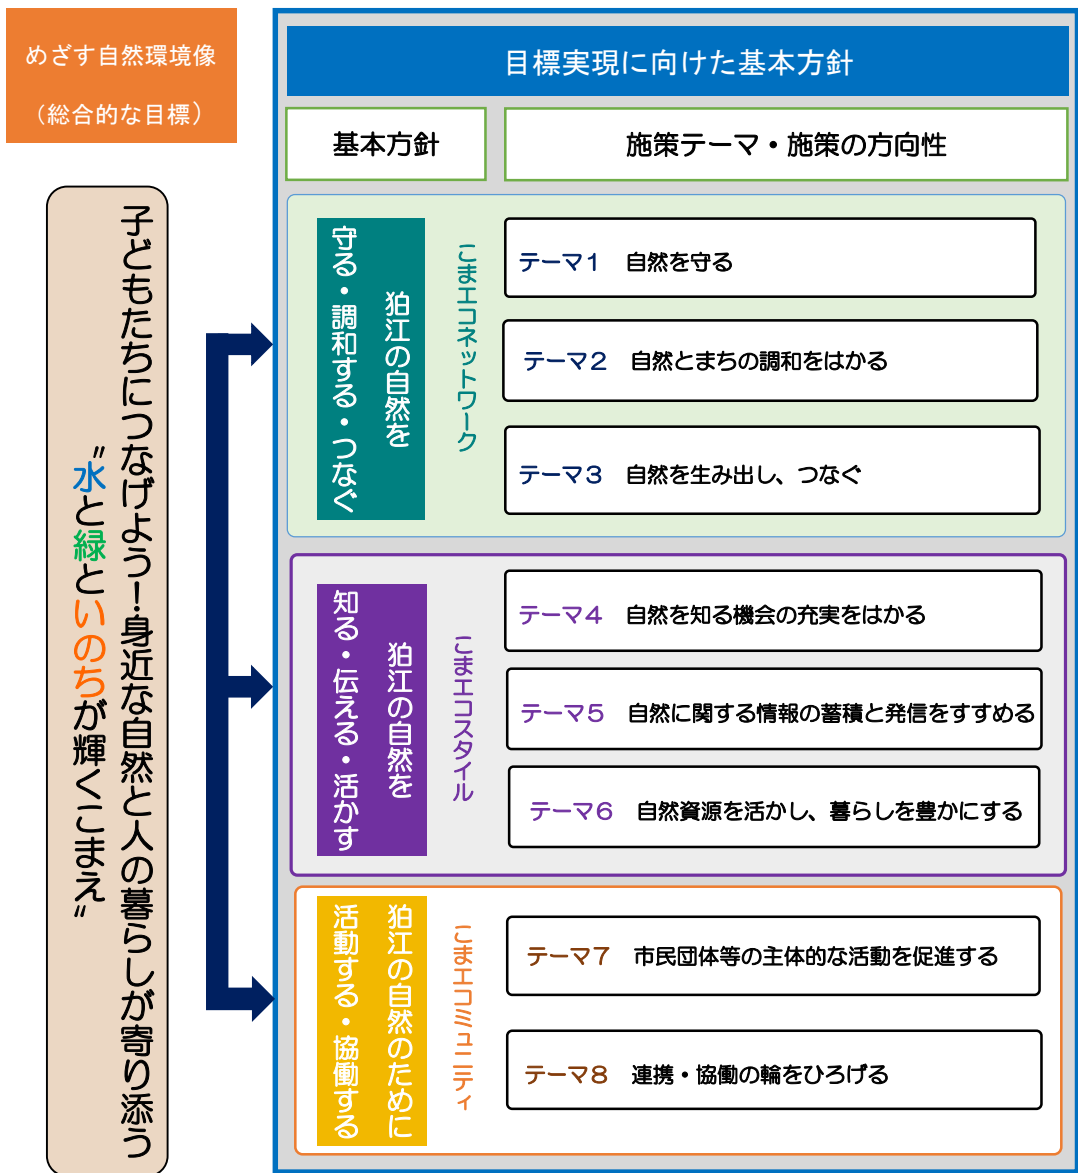 めざす自然環境像
（総合的な目標）
子どもたちにつなげよう！身近な自然と人の暮らしが寄り添う
〝水と緑といのちが輝くこまえ〟
目標実現に向けた基本方針
基本方針
施策テーマ・施策の方向性
狛江の自然を
守る・調和する・つなぐ
こまエコネットワーク
テーマ１　自然を守る
テーマ２　自然とまちの調和をはかる
テーマ３　自然を生み出し、つなぐ
狛江の自然を
知る・伝える・活かす
こまエコスタイル
テーマ４　自然を知る機会の充実をはかる
テーマ５　自然に関する情報の蓄積と発信をすすめる
テーマ６　自然資源を活かし、暮らしを豊かにする
狛江の自然のために
活動する・協働する
こまエコミュニティ
テーマ７　市民団体等の主体的な活動を促進する
テーマ８　連携・協働の輪をひろげる